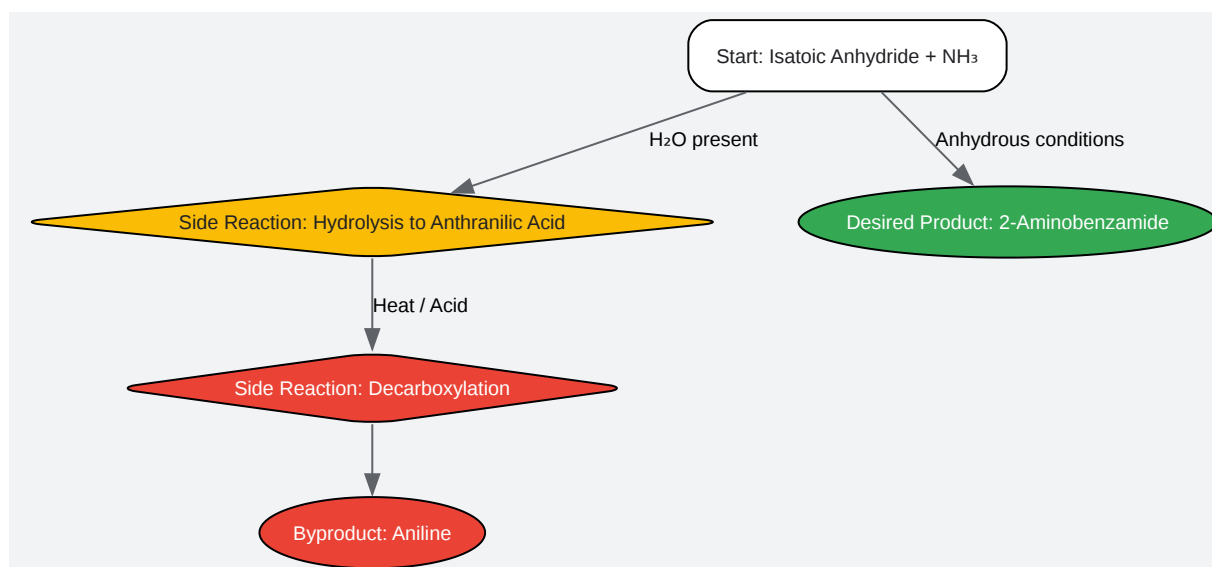 Start: Isatoic Anhydride + NH₃
H₂O present
Anhydrous conditions
Side Reaction: Hydrolysis to Anthranilic Acid
Desired Product: 2-Aminobenzamide
Heat / Acid
Side Reaction: Decarboxylation
Byproduct: Aniline